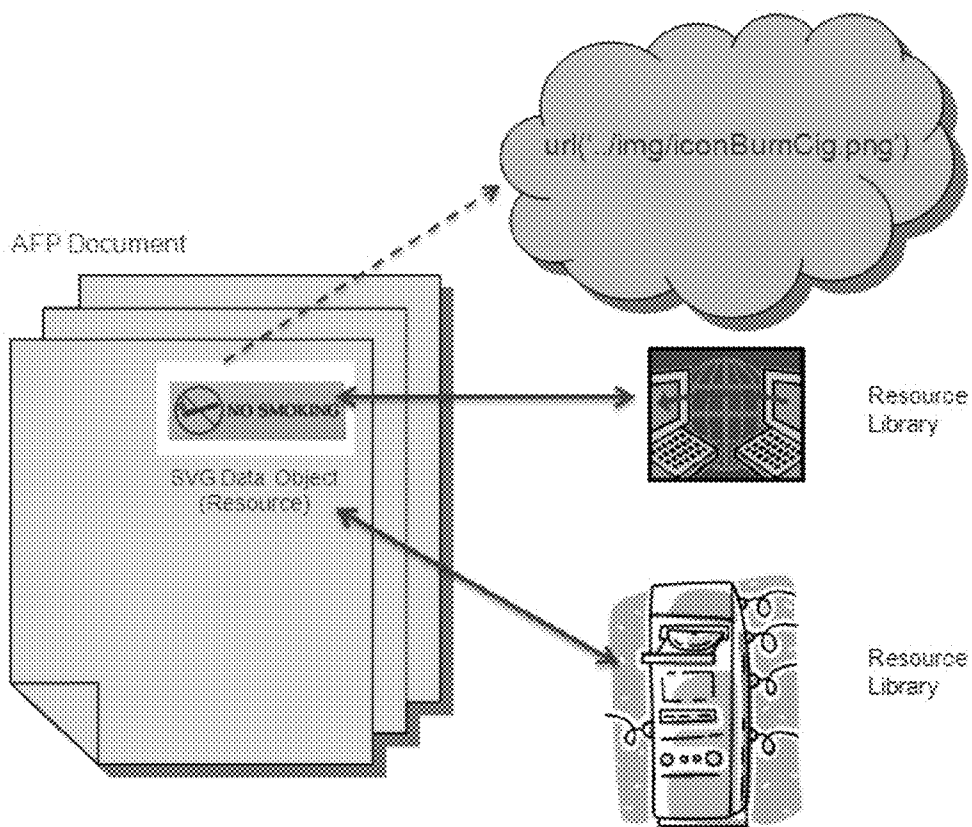 url('../img/iconBurnCig.png')
AFP Document
NO SMOKING
SVG Data Object
(Resource)
Resource
Library
Resource
Library